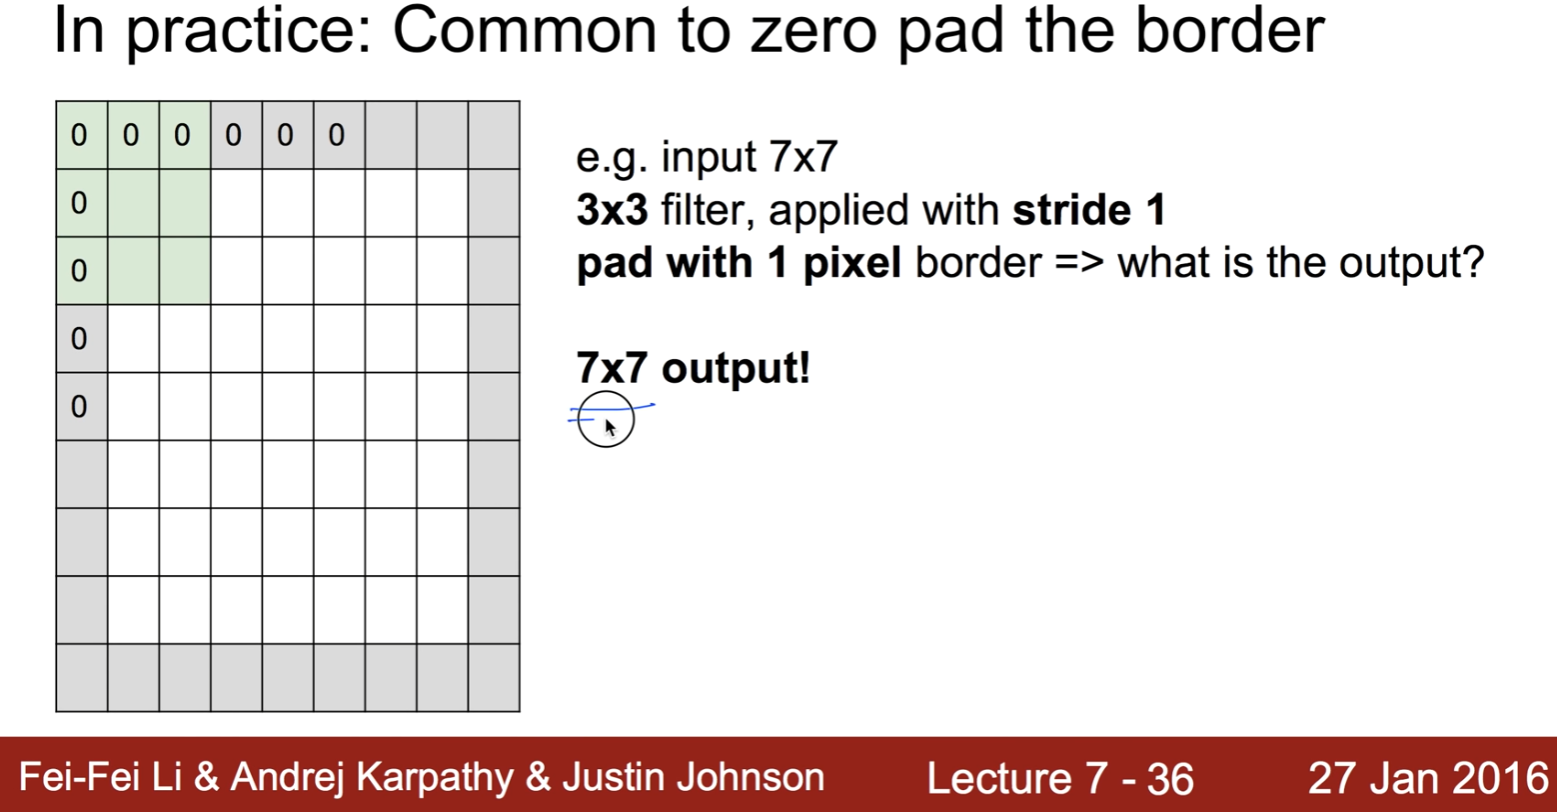 In practice: Common to zero pad the border
0 0 0 0 0 0
0
0
0
0
e.g. input 7x7
3x3 filter, applied with stride 1
pad with 1 pixel border => what is the output?
7x7 output!
Fei-Fei Li & Andrej Karpathy & Justin Johnson
Lecture 7 - 36
27 Jan 2016